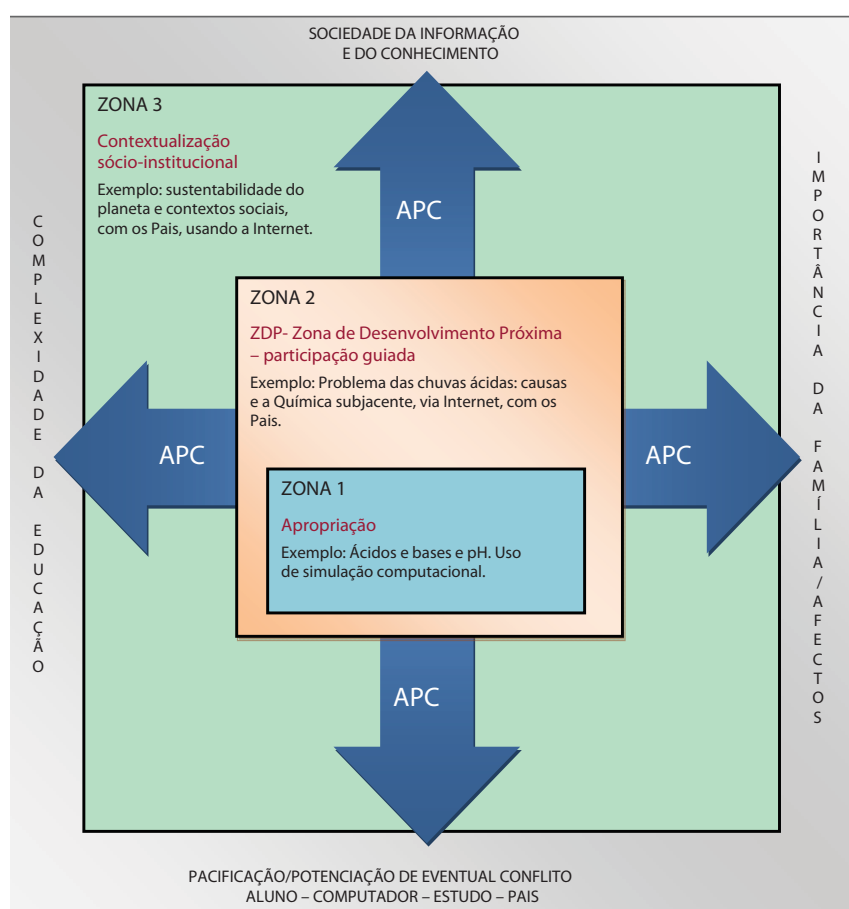 SOCIEDADE DA INFORMAÇÃO
E DO CONHECIMENTO
ZONA 3
Contextualização
sócio-institucional
Exemplo: sustentabilidade do
planeta e contextos sociais,
com os Pais, usando a Internet.
APC
COMPLEXIDADE DA EDUCAÇÃO
ZONA 2
ZDP- Zona de Desenvolvimento Próxima
– participação guiada
Exemplo: Problema das chuvas ácidas: causas
e a Química subjacente, via Internet, com os
Pais.
APC
APC
ZONA 1
Apropriação
Exemplo: Ácidos e bases e pH. Uso
de simulação computacional.
IMPORTÂNCIA DA FAMÍLIA/AFECTOS
APC
PACIFICAÇÃO/POTENCIAÇÃO DE EVENTUAL CONFLITO
ALUNO – COMPUTADOR – ESTUDO – PAIS